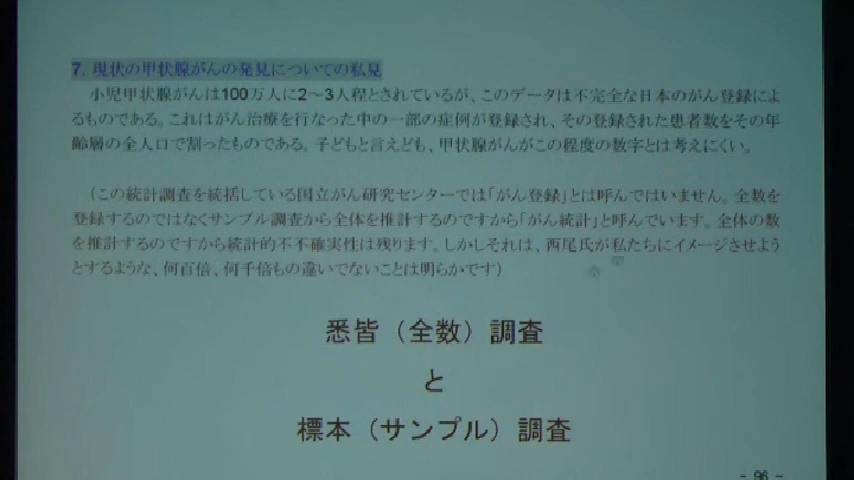 7. 現状の甲状腺がんの発見についての私見
小児甲状腺がんは100万人に2～3人程とされているが、このデータは不完全な日本のがん登録によ
るものである。これはがん治療を行なった中の一部の症例が登録され、その登録された患者数をその年
齢層の全人口で割ったものである。子どもと言えども、甲状腺がんがこの程度の数字とは考えにくい。
（この統計調査を統括している国立がん研究センターでは「がん登録」とは呼んではいません。全数を
登録するのではなくサンプル調査から全体を推計するのですから「がん統計」と呼んでいます。全体の数
を推計するのですから統計的不不確実性は残ります。しかしそれは、西尾氏が私たちにイメージさせよう
とするような、何百倍、何千倍もの違いでないことは明らかです）
悉皆（全数）調査
と
標本（サンプル）調査
- 96 -